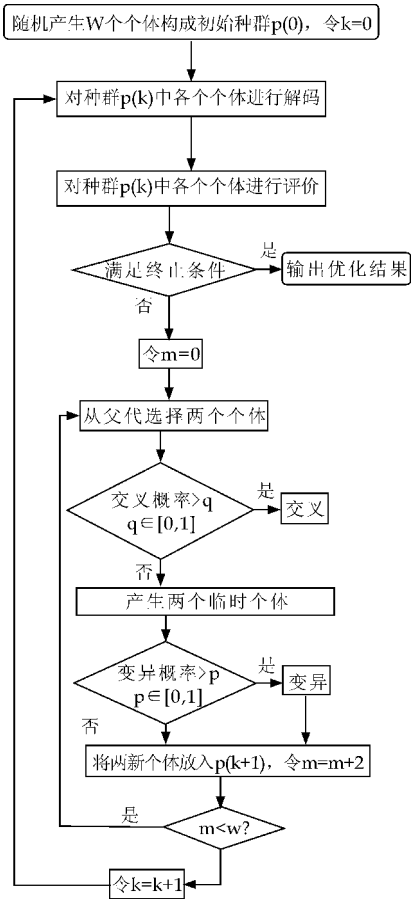 随机产生W个个体构成初始种群p(0)，令k=0
对种群p(k)中各个个体进行解码
对种群p(k)中各个个体进行评价
满足终止条件
是
输出优化结果
否
令m=0
从父代选择两个个体
交义概率>q
q∈[0,1]
是
交义
否
产生两个临时个体
变异概率>p
p∈[0,1]
是
变异
否
将两新个体放入p(k+1)，令m=m+2
是
m<w?
令k=k+1